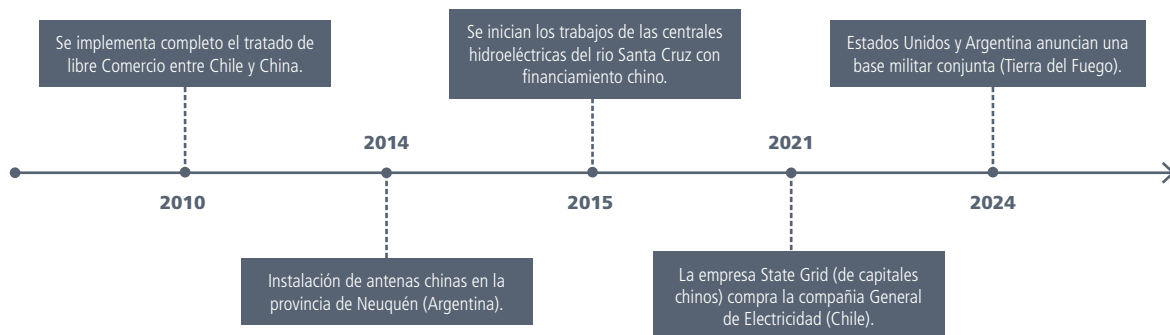 Se implementa completo el tratado de
libre Comercio entre Chile y China.
Se inician los trabajos de las centrales
hidroeléctricas del rio Santa Cruz con
financiamiento chino.
Estados Unidos y Argentina anuncian una
base militar conjunta (Tierra del Fuego).
2014
2021
2010
2015
2024
Instalación de antenas chinas en la
provincia de Neuquén (Argentina).
La empresa State Grid (de capitales
chinos) compra la compañia General
de Electricidad (Chile).